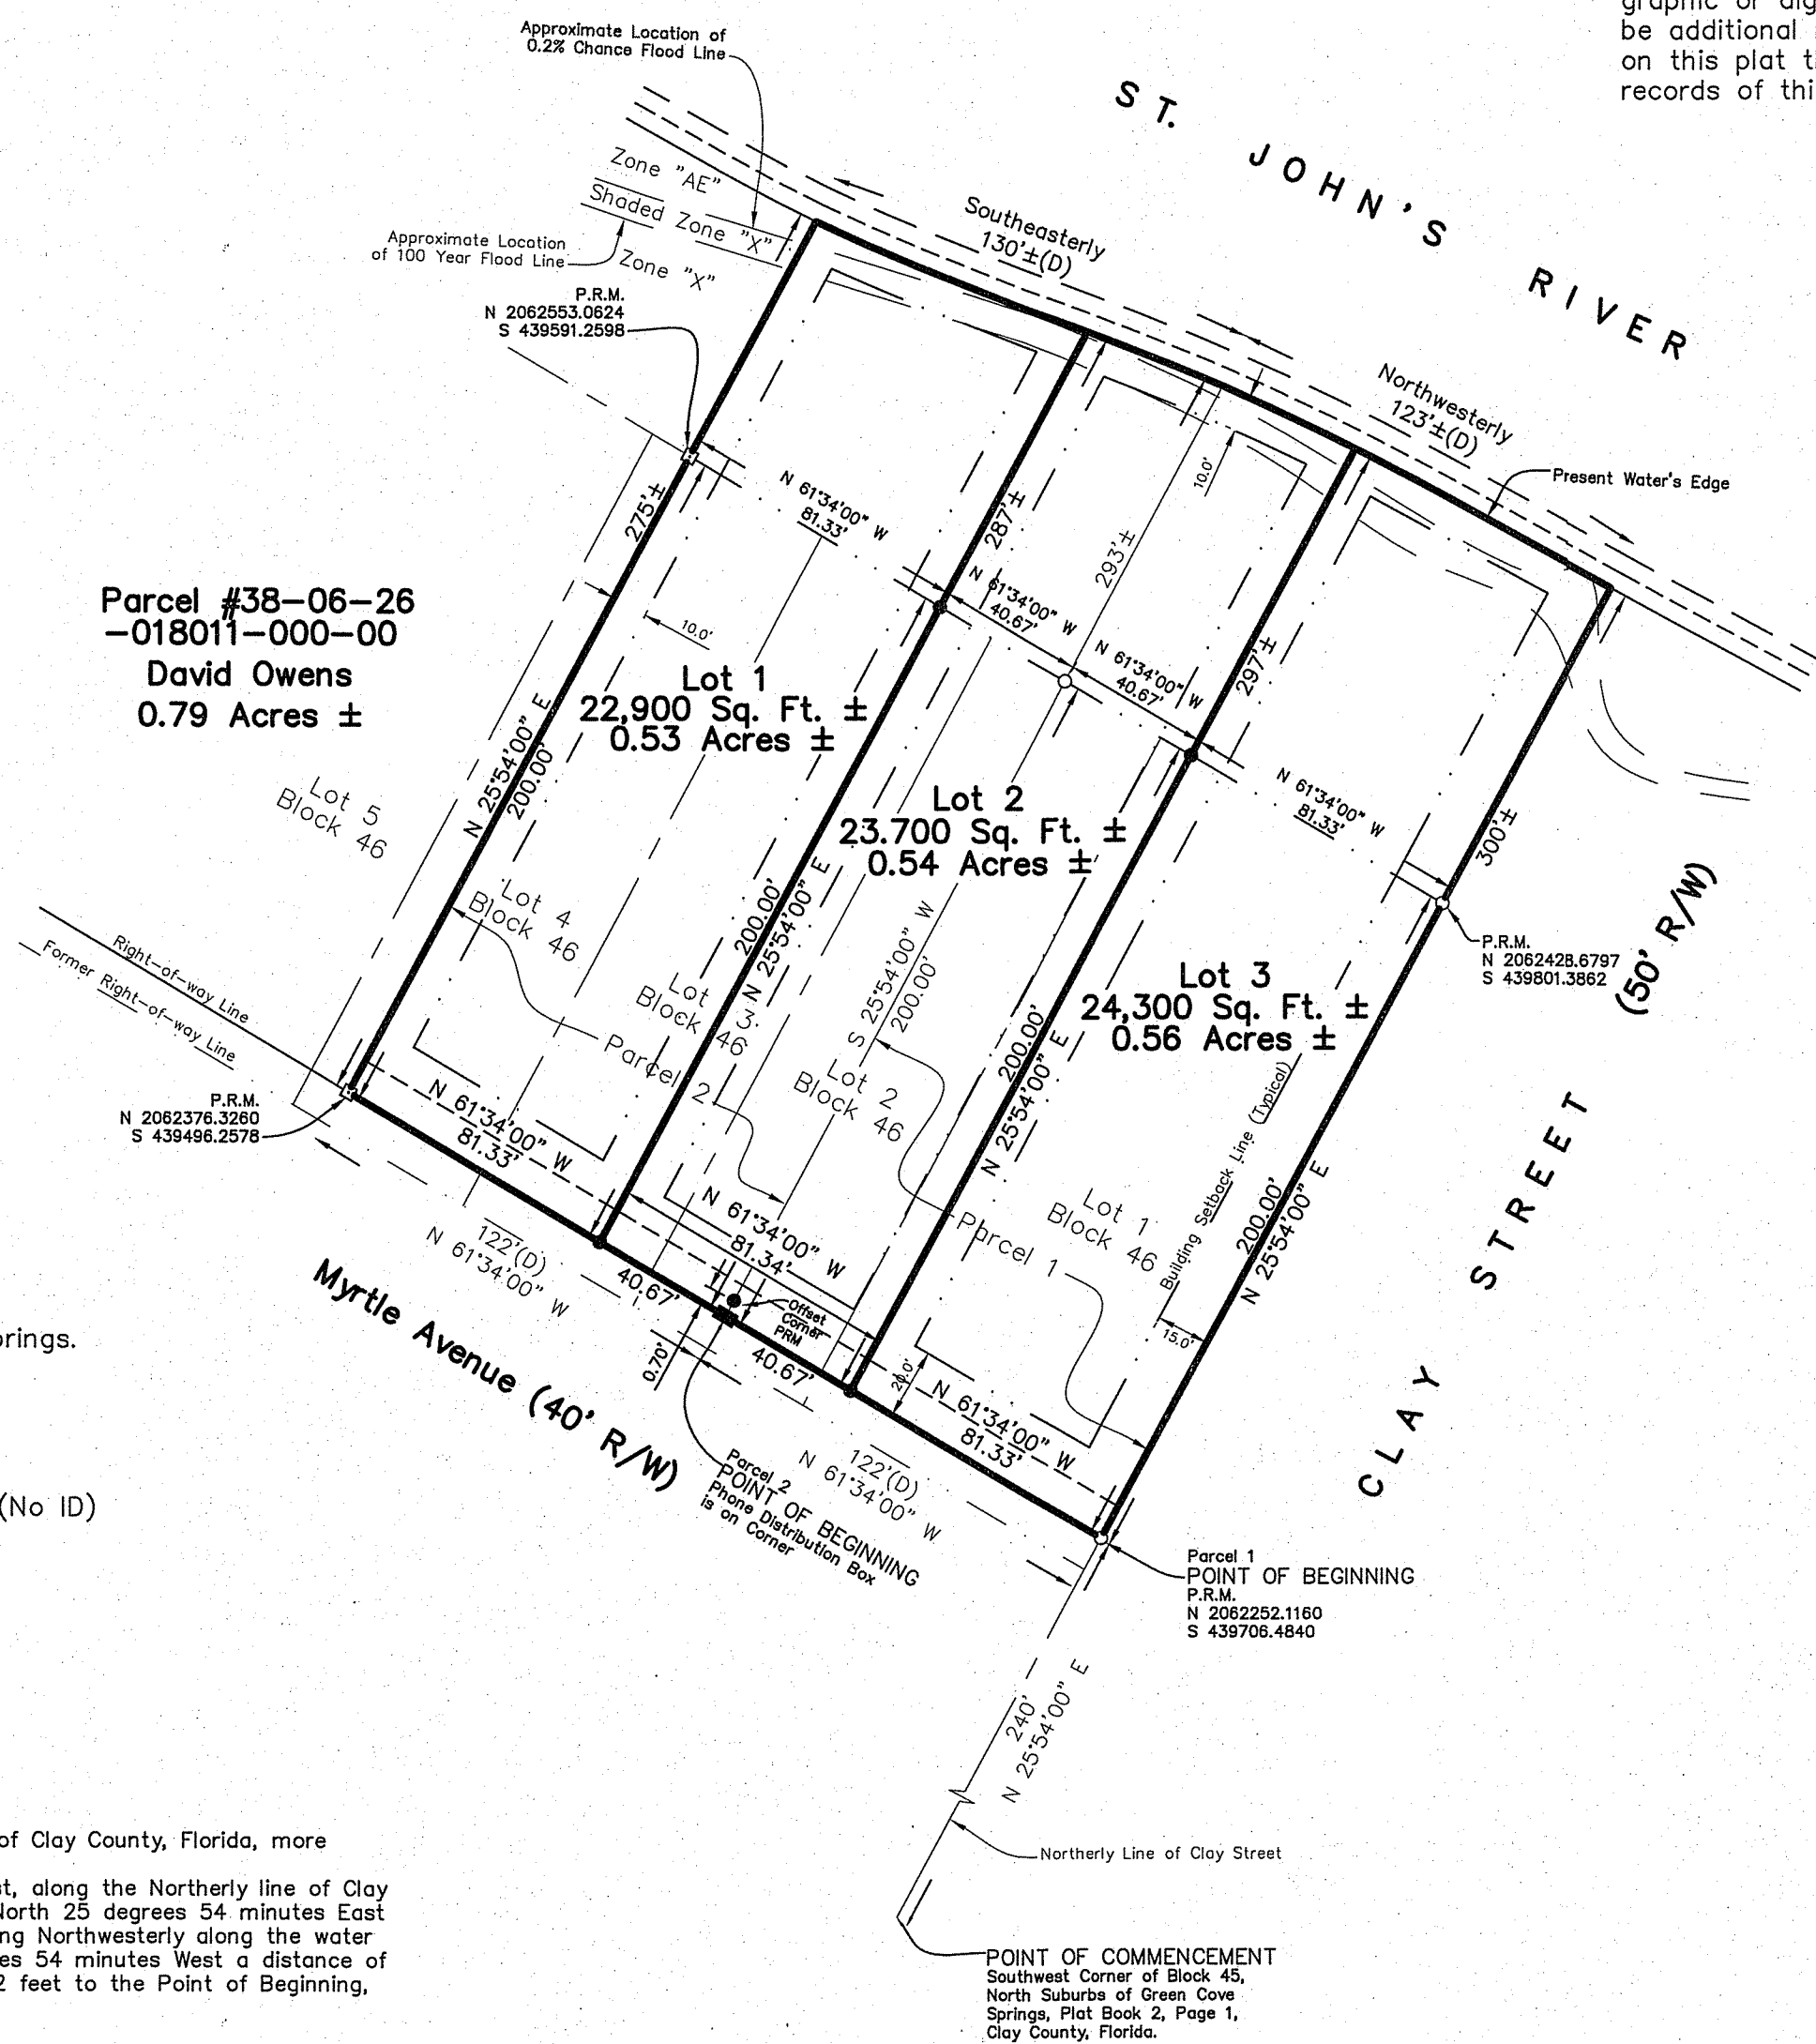 graphic or dig
be additional
on this plat t
records of thi
Approximate Location of
0.2% Chance Flood Line
ST. JOHN'S RIVER
Zone "AE"
Shaded Zone "X"
Zone "X"
Approximate Location
of 100 Year Flood Line
Southeasterly
130'±(D)
Northwesterly
123'±(D)
Present Water's Edge
P.R.M.
N 2062553.0624
S 439591.2598
N 61°34'00" W
81.33'
275'±
287'±
10.0'
293'±
N 61°34'00" W
40.67'
N 61°34'00" W
40.67'
297'±
N 61°34'00" W
81.33'
300'±
Parcel #38-06-26
-018011-000-00
David Owens
0.79 Acres ±
10.0'
Lot 1
22,900 Sq. Ft. ±
0.53 Acres ±
Lot 2
23.700 Sq. Ft. ±
0.54 Acres ±
Lot 3
24,300 Sq. Ft. ±
0.56 Acres ±
P.R.M.
N 2062428.6797
S 439801.3862
N 25°54'00" E
200.00'
Lot 5
Block 46
Lot 4
Block 46
Lot 3
Block 46
Parcel 2
200.00'
N 25°54'00" E
S 25°54'00" W
200.00'
Lot 2
Block 46
200.00'
N 25°54'00" E
Parcel 1
Lot 1
Block 46
Building Setback Line (Typical)
15.0'
200.00'
N 25°54'00" E
CLAY STREET (50' R/W)
Right-of-way Line
Former Right-of-way Line
P.R.M.
N 2062376.3260
S 439496.2578
N 61°34'00" W
81.33'
N 61°34'00" W
81.34'
N 61°34'00" W
81.33'
122'(D)
N 61°34'00" W
40.67'
Offset
Corner
PRM
0.70'
40.67'
20.0'
122'(D)
N 61°34'00" W
Myrtle Avenue (40' R/W)
Parcel 2
POINT OF BEGINNING
Phone Distribution Box
is on Corner
Parcel 1
POINT OF BEGINNING
P.R.M.
N 2062252.1160
S 439706.4840
240'
N 25°54'00" E
Northerly Line of Clay Street
POINT OF COMMENCEMENT
Southwest Corner of Block 45,
North Suburbs of Green Cove
Springs, Plat Book 2, Page 1,
Clay County, Florida.
orings.
(No ID)
of Clay County, Florida, more
st, along the Northerly line of Clay
North 25 degrees 54 minutes East
ng Northwesterly along the water
es 54 minutes West a distance of
2 feet to the Point of Beginning,